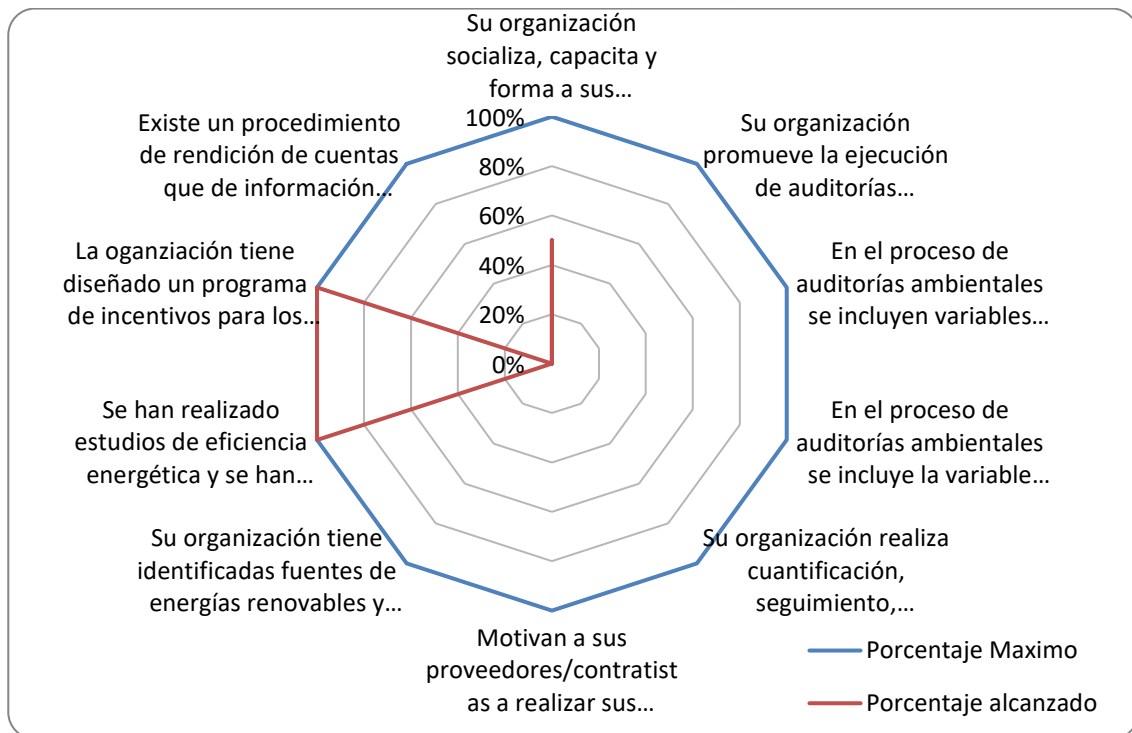 Su organización
socializa, capacita y
forma a sus...
100%
80%
60%
40%
20%
0%
Su organización
promueve la ejecución
de auditorías...
En el proceso de
auditorías ambientales
se incluyen variables...
En el proceso de
auditorías ambientales
se incluye la variable...
Su organización realiza
cuantificación,
seguimiento,...
Motivan a sus
proveedores/contratist
as a realizar sus...
Su organización tiene
identificadas fuentes de
energías renovables y...
Se han realizado
estudios de eficiencia
energética y se han...
La oganziación tiene
diseñado un programa
de incentivos para los...
Existe un procedimiento
de rendición de cuentas
que de información...
Porcentaje Maximo
Porcentaje alcanzado